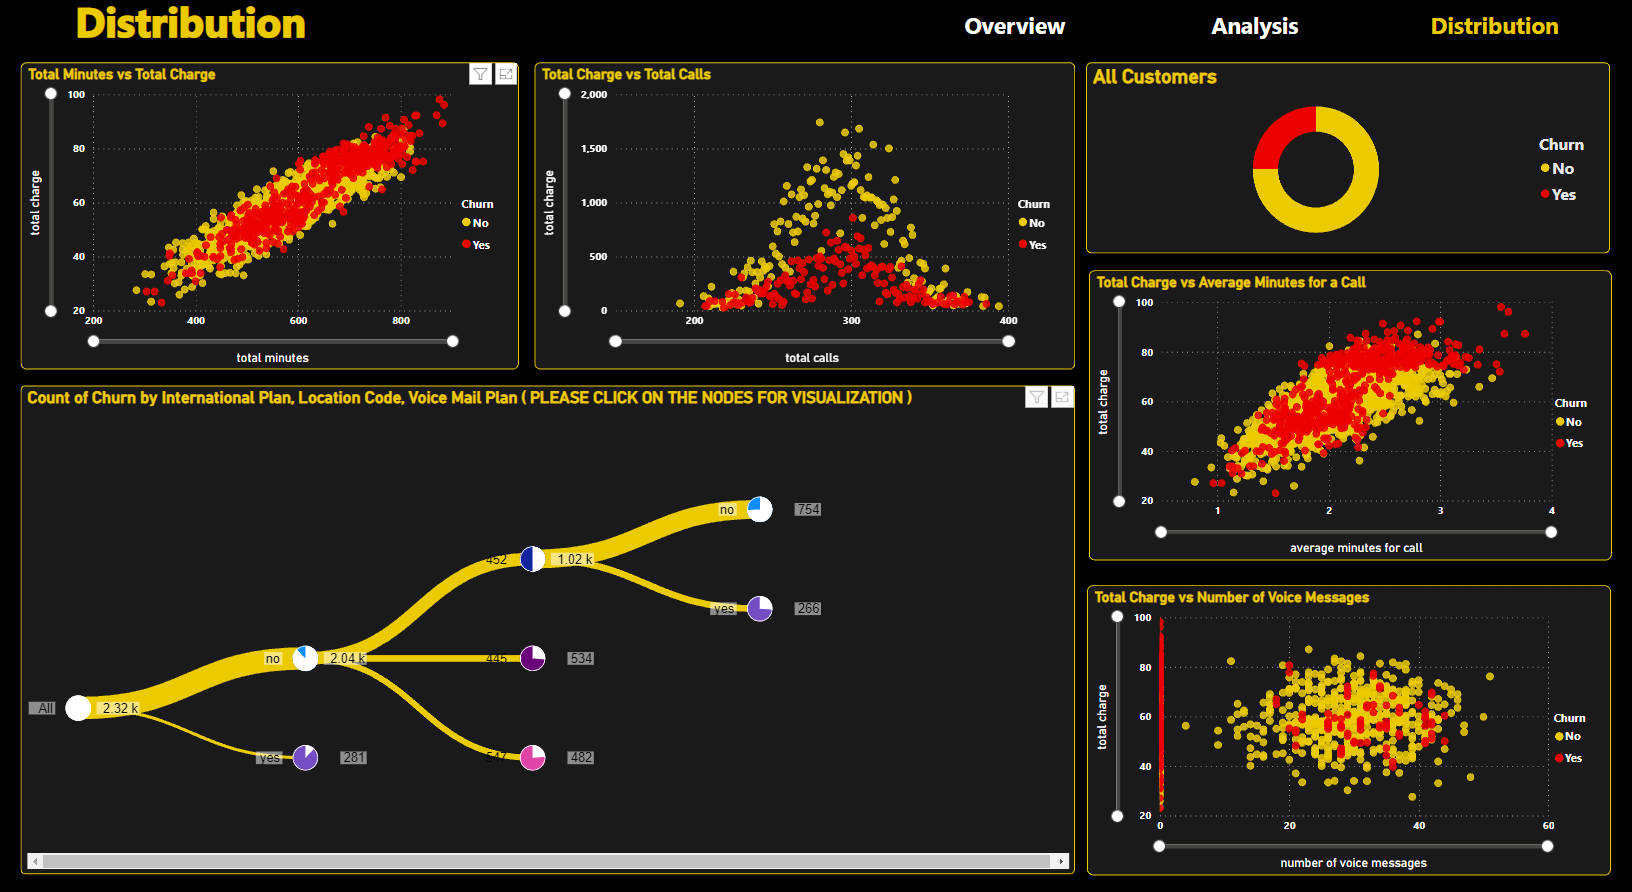 Distribution
Overview
Analysis
Distribution
Total Minutes vs Total Charge
total charge
100
80
60
40
20
200
400
600
800
total minutes
Churn
No
Yes
Total Charge vs Total Calls
total charge
2,000
1,500
1,000
500
0
200
300
400
total calls
Churn
No
Yes
All Customers
Churn
No
Yes
Total Charge vs Average Minutes for a Call
total charge
100
80
60
40
20
1
2
3
4
average minutes for call
Churn
No
Yes
Count of Churn by International Plan, Location Code, Voice Mail Plan ( PLEASE CLICK ON THE NODES FOR VISUALIZATION )
All
2.32 k
no
2.04 k
yes
281
452
1.02 k
445
534
547
482
no
754
yes
266
Total Charge vs Number of Voice Messages
total charge
100
80
60
40
20
0
20
40
60
number of voice messages
Churn
No
Yes